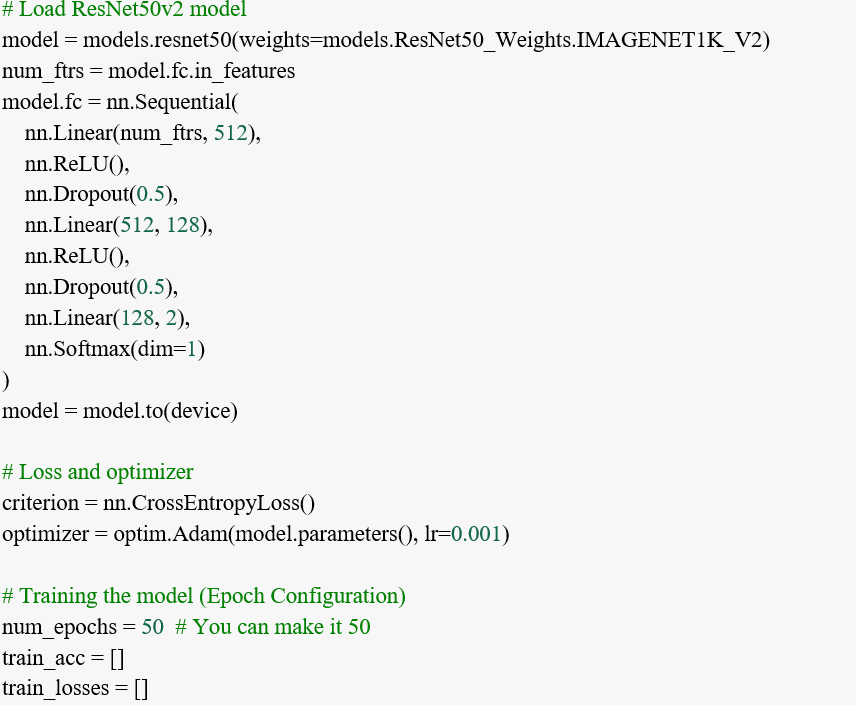 # Load ResNet50v2 model
model = models.resnet50(weights=models.ResNet50_Weights.IMAGENET1K_V2)
num_ftrs = model.fc.in_features
model.fc = nn.Sequential(
    nn.Linear(num_ftrs, 512),
    nn.ReLU(),
    nn.Dropout(0.5),
    nn.Linear(512, 128),
    nn.ReLU(),
    nn.Dropout(0.5),
    nn.Linear(128, 2),
    nn.Softmax(dim=1)
)
model = model.to(device)
# Loss and optimizer
criterion = nn.CrossEntropyLoss()
optimizer = optim.Adam(model.parameters(), lr=0.001)
# Training the model (Epoch Configuration)
num_epochs = 50  # You can make it 50
train_acc = []
train_losses = []